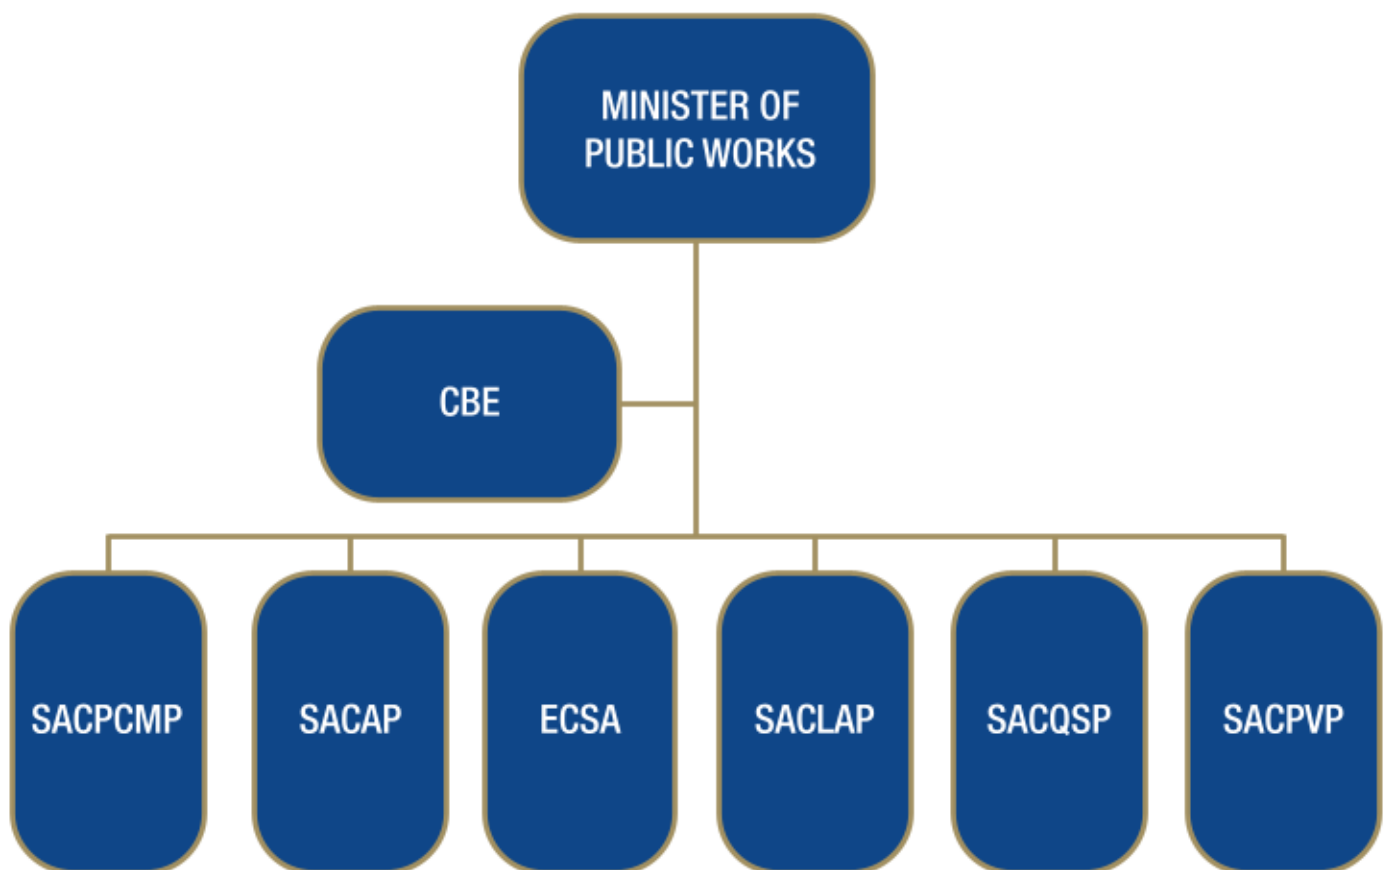 MINISTER OF
PUBLIC WORKS
CBE
SACPCMP
SACAP
ECSA
SACLAP
SACQSP
SACPVP